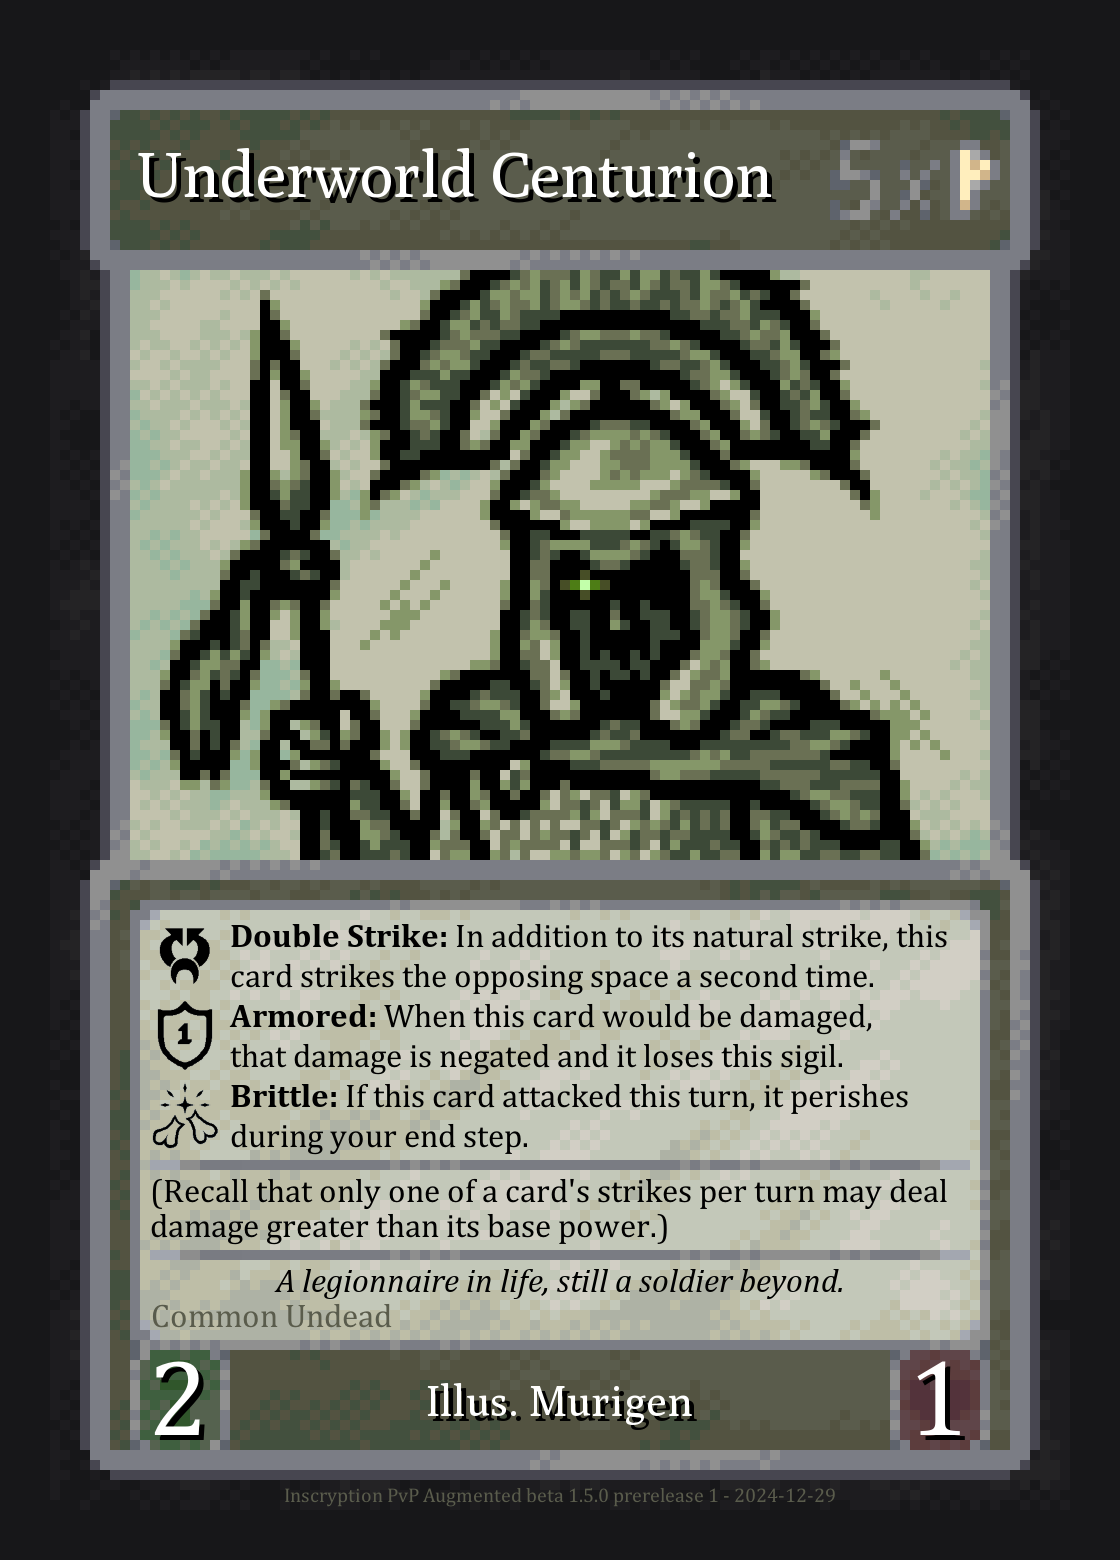 Underworld Centurion 5x
Double Strike: In addition to its natural strike, this
card strikes the opposing space a second time.
1
Armored: When this card would be damaged,
that damage is negated and it loses this sigil.
Brittle: If this card attacked this turn, it perishes
during your end step.
(Recall that only one of a card's strikes per turn may deal
damage greater than its base power.)
A legionnaire in life, still a soldier beyond.
Common Undead
2 Illus. Murigen 1
Inscryption PvP Augmented beta 1.5.0 prerelease 1 - 2024-12-29